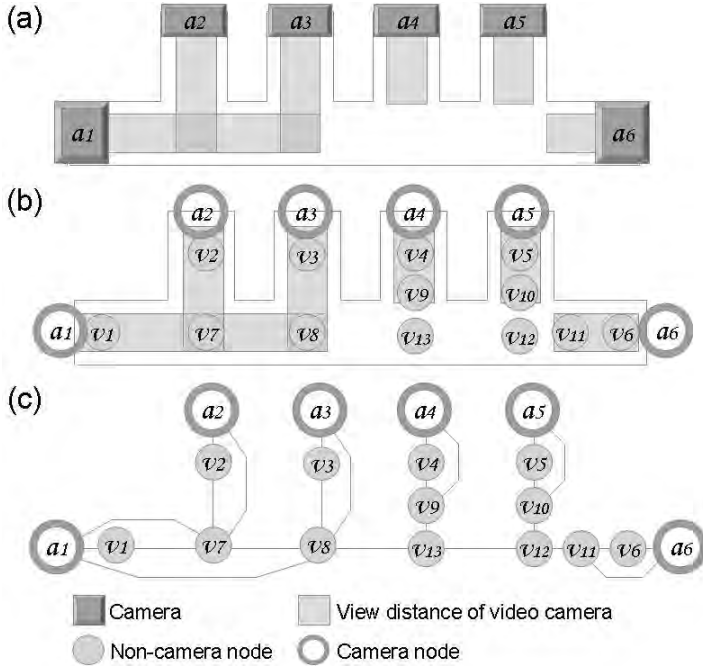 (a)
a2 a3 a4 a5
a1 a6
(b)
a2 a3 a4 a5
v2 v3 v4 v5
v9 v10
a1 v1 v7 v8 v13 v12 v11 v6 a6
(c)
a2 a3 a4 a5
v2 v3 v4 v5
v9 v10
a1 v1 v7 v8 v13 v12 v11 v6 a6
Camera View distance of video camera
Non-camera node Camera node